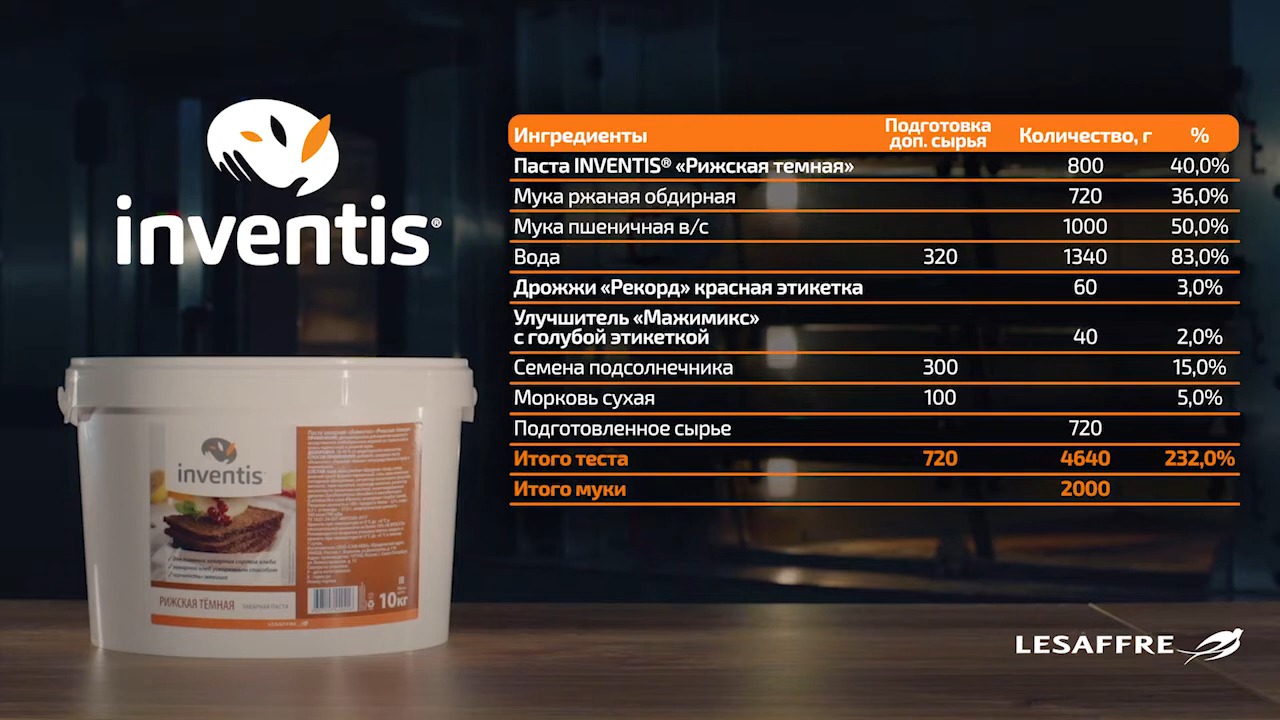 inventis®
Ингредиенты Подготовка доп. сырья Количество, г %
Паста INVENTIS® «Рижская темная» 800 40,0%
Мука ржаная обдирная 720 36,0%
Мука пшеничная в/с 1000 50,0%
Вода 320 1340 83,0%
Дрожжи «Рекорд» красная этикетка 60 3,0%
Улучшитель «Мажимикс»
с голубой этикеткой 40 2,0%
Семена подсолнечника 300 15,0%
Морковь сухая 100 5,0%
Подготовленное сырье 720
Итого теста 720 4640 232,0%
Итого муки 2000
inventis
РИЖСКАЯ ТЁМНАЯ
ЗАВАРНАЯ ПАСТА
10кг
LESAFFRE
LESAFFRE